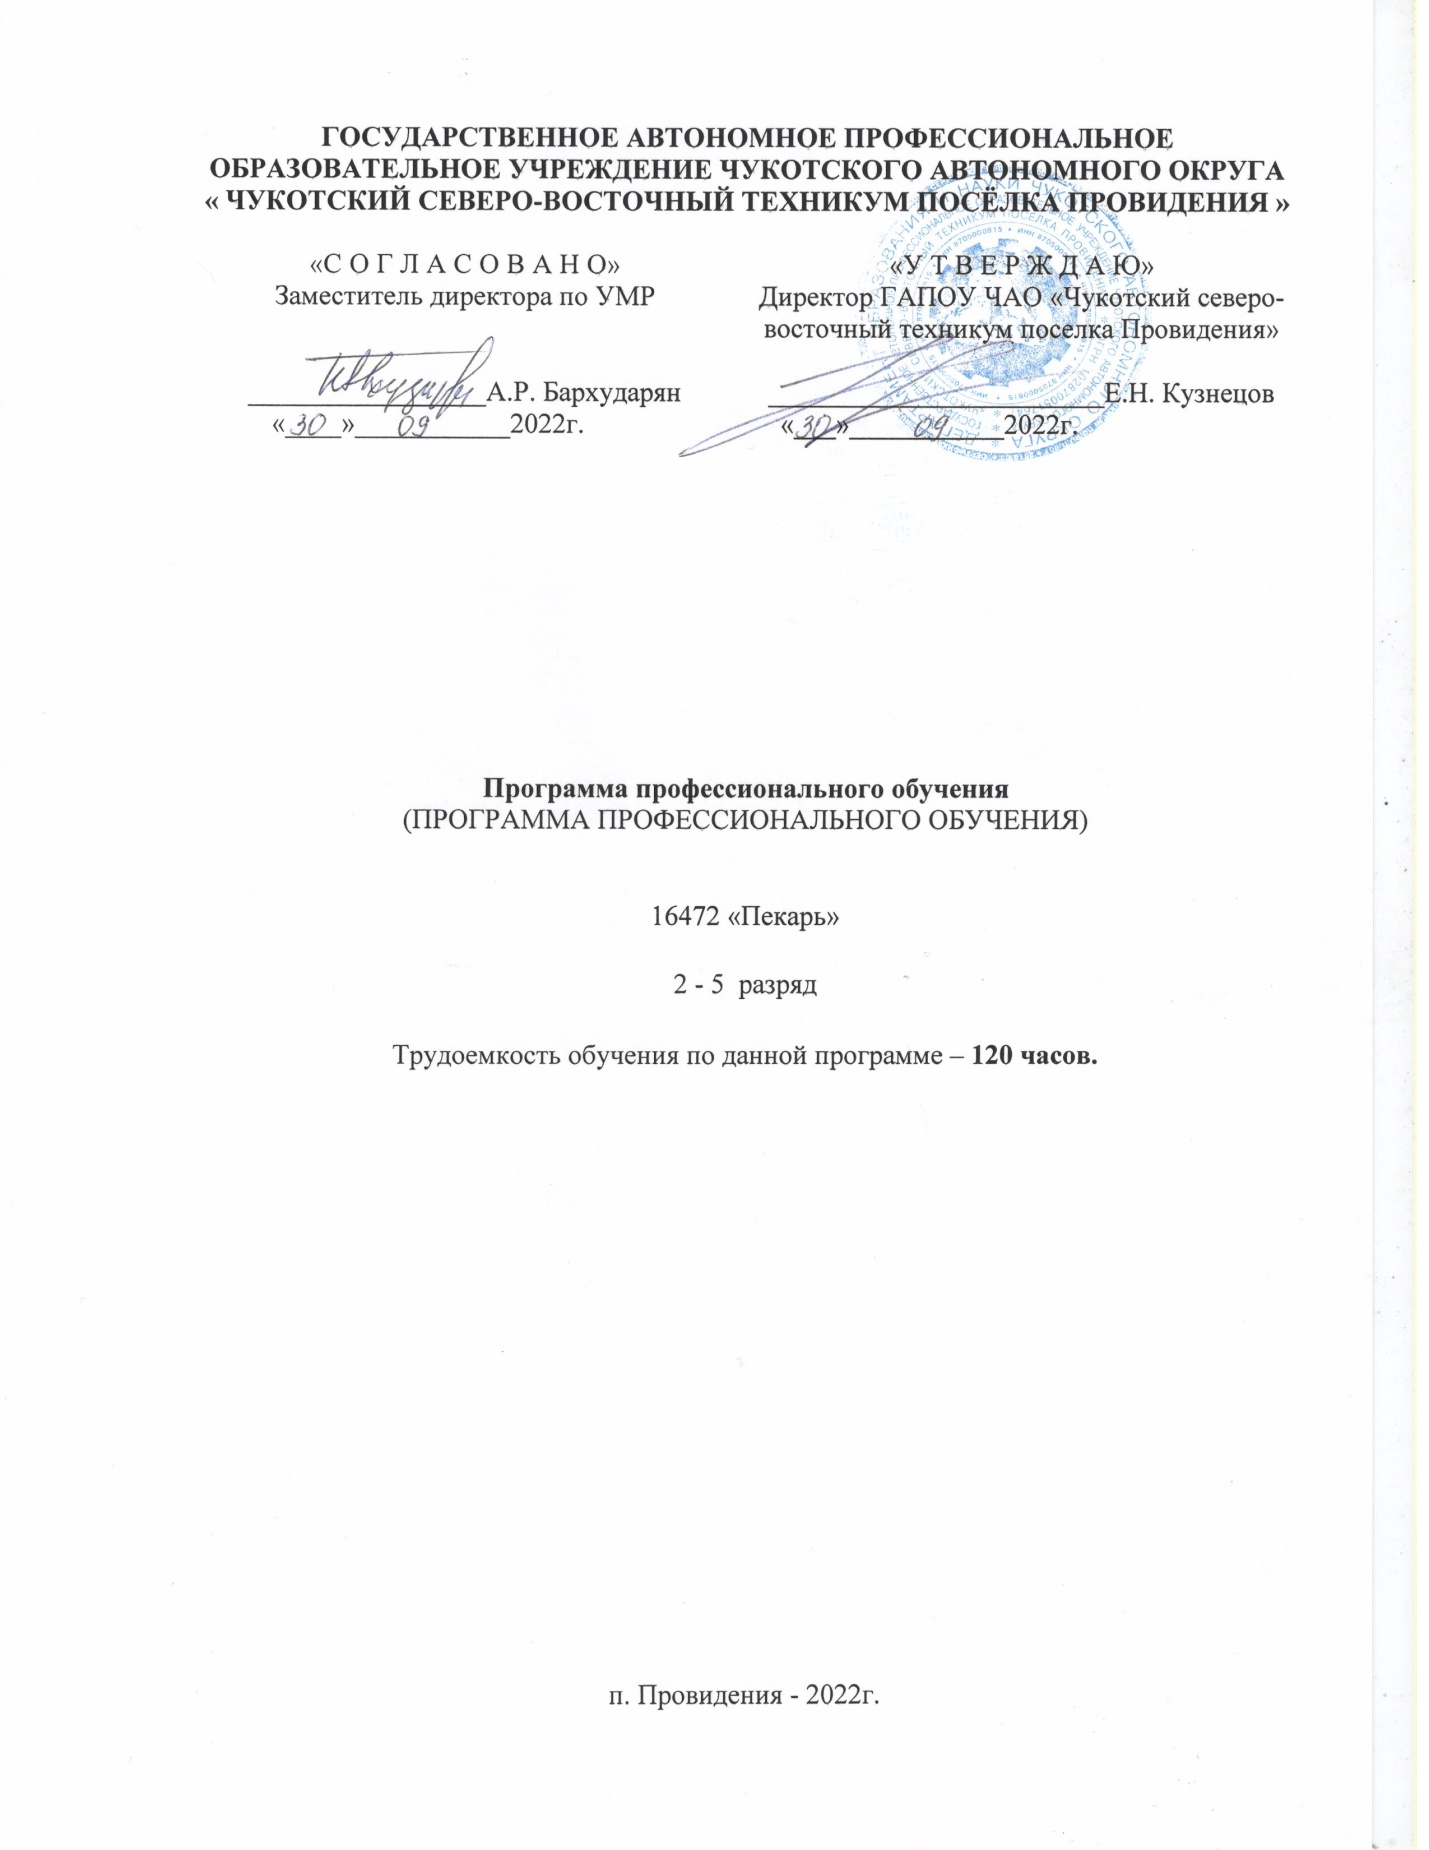 ГОСУДАРСТВЕННОЕ АВТОНОМНОЕ ПРОФЕССИОНАЛЬНОЕ
ОБРАЗОВАТЕЛЬНОЕ УЧРЕЖДЕНИЕ ЧУКОТСКОГО АВТОНОМНОГО ОКРУГА
« ЧУКОТСКИЙ СЕВЕРО-ВОСТОЧНЫЙ ТЕХНИКУМ ПОСЁЛКА ПРОВИДЕНИЯ »
«С О Г Л А С О В А Н О»
Заместитель директора по УМР
А.Р. Бархударян
«30» 09 2022г.
«У Т В Е Р Ж Д А Ю»
Директор ГАПОУ ЧАО «Чукотский северо-
восточный техникум поселка Провидения»
Е.Н. Кузнецов
«30» 09 2022г.
Программа профессионального обучения
(ПРОГРАММА ПРОФЕССИОНАЛЬНОГО ОБУЧЕНИЯ)
16472 «Пекарь»
2 - 5 разряд
Трудоемкость обучения по данной программе – 120 часов.
п. Провидения - 2022г.